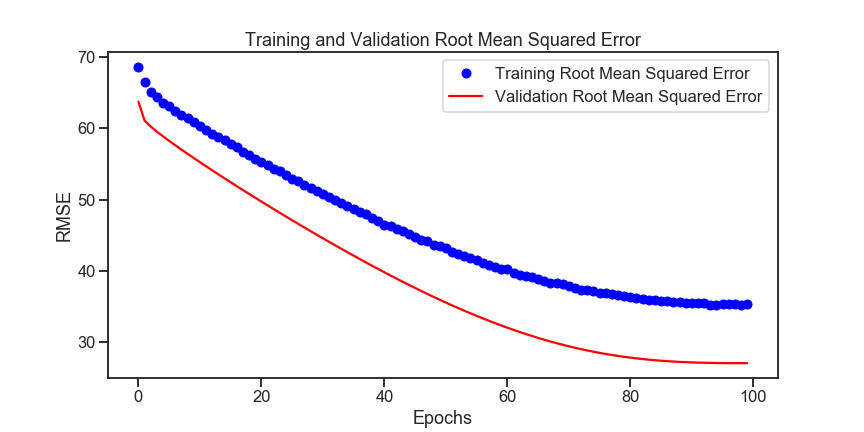 Training and Validation Root Mean Squared Error
70
60
50
40
30
RMSE
Training Root Mean Squared Error
Validation Root Mean Squared Error
0 20 40 60 80 100
Epochs